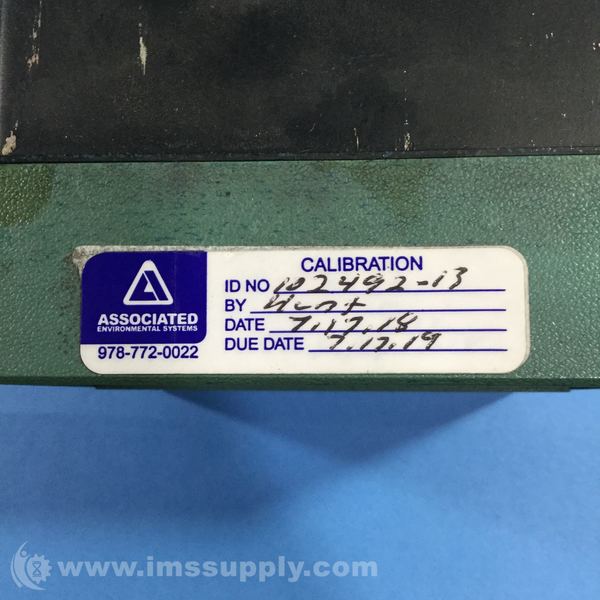 CALIBRATION
ID NO 102492-13
BY
DATE 7.17.18
DUE DATE 7.17.19
ASSOCIATED
ENVIRONMENTAL SYSTEMS
978-772-0022
www.imssupply.com